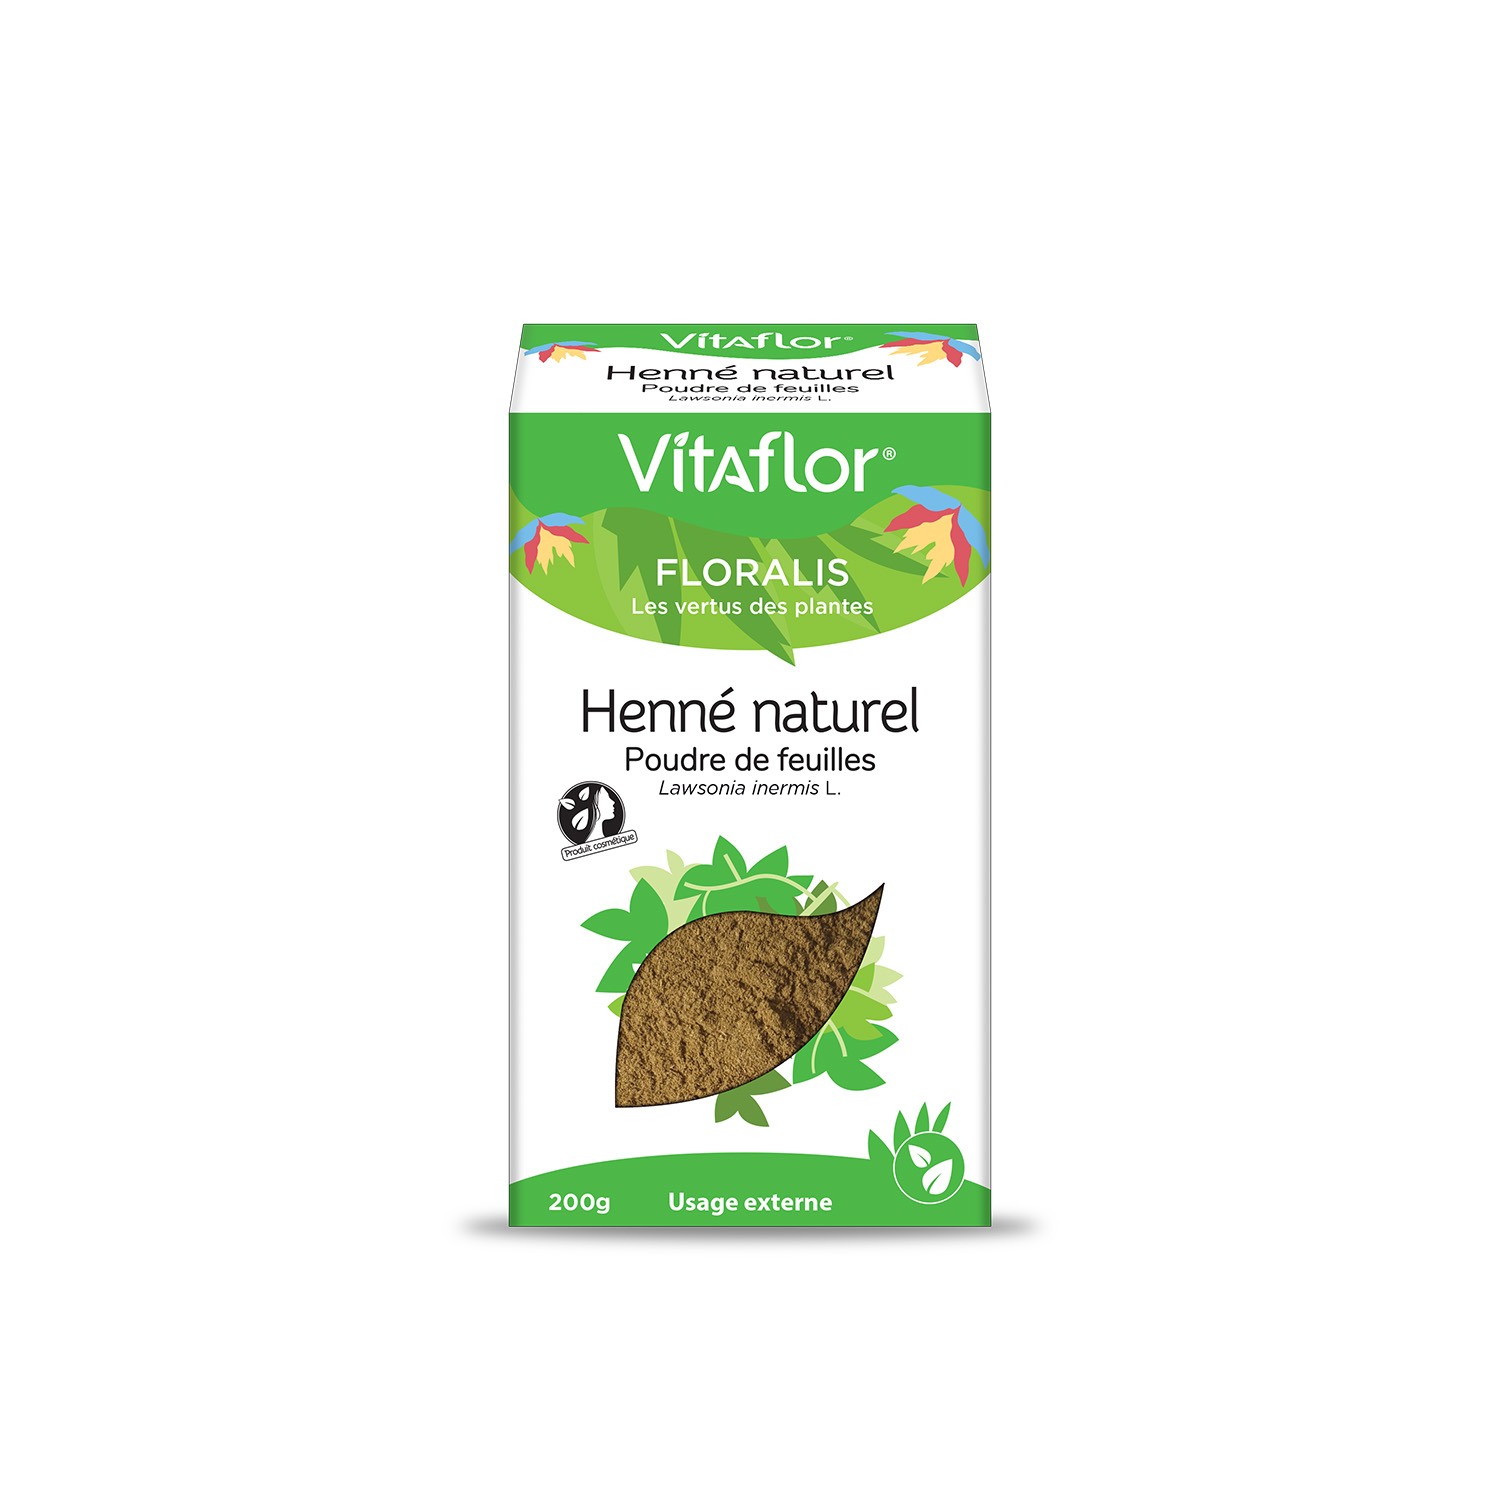 Vitaflor®
Henné naturel
Poudre de feuilles
Lawsonia inermis L.
Vitaflor®
FLORALIS
Les vertus des plantes
Henné naturel
Poudre de feuilles
Lawsonia inermis L.
Produit cosmétique
200g
Usage externe